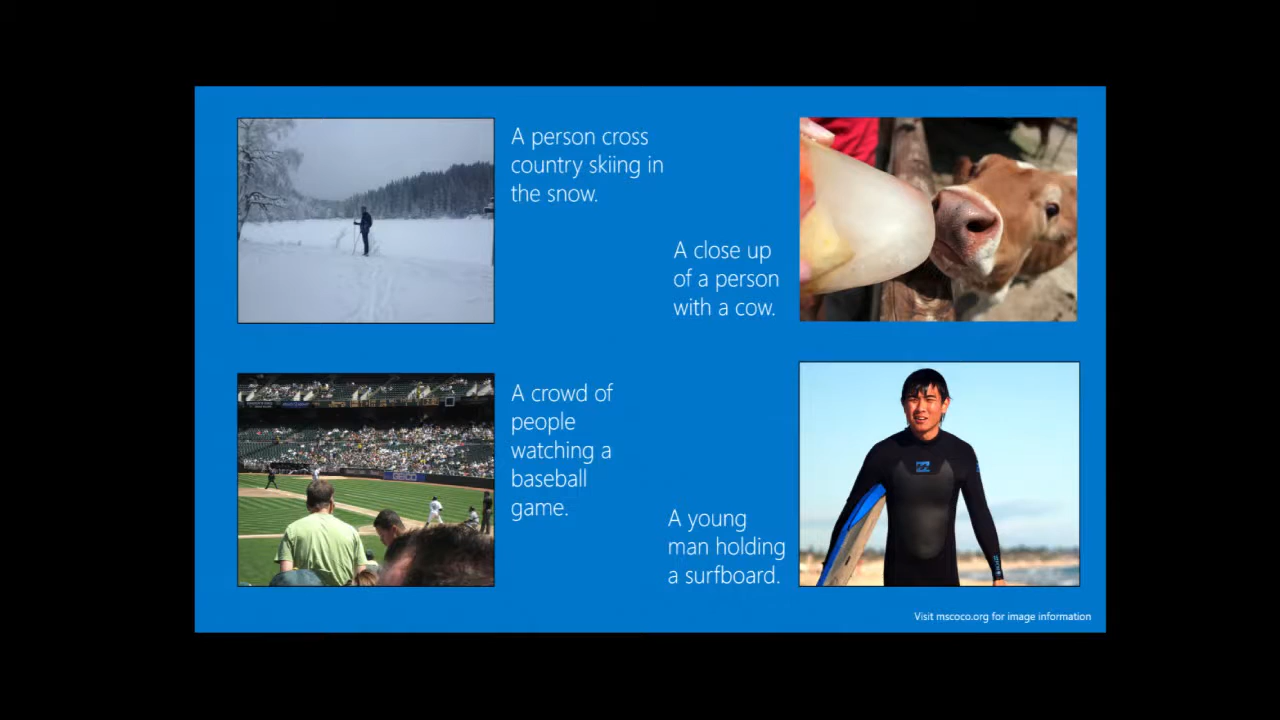 A person cross
country skiing in
the snow.
A close up
of a person
with a cow.
A crowd of
people
watching a
baseball
game.
GEICO
A young
man holding
a surfboard.
Visit mscoco.org for image information